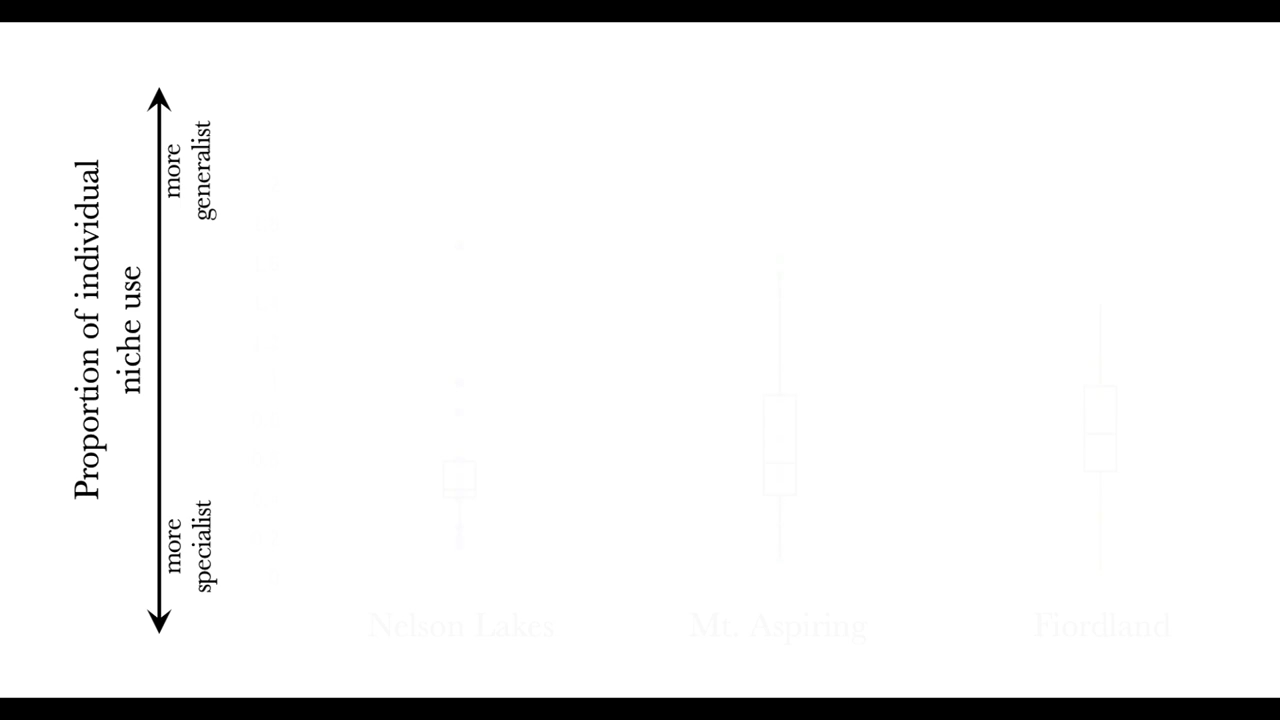 Proportion of individual
niche use
more
generalist
more
specialist
Nelson Lakes
Mt. Aspiring
Fiordland